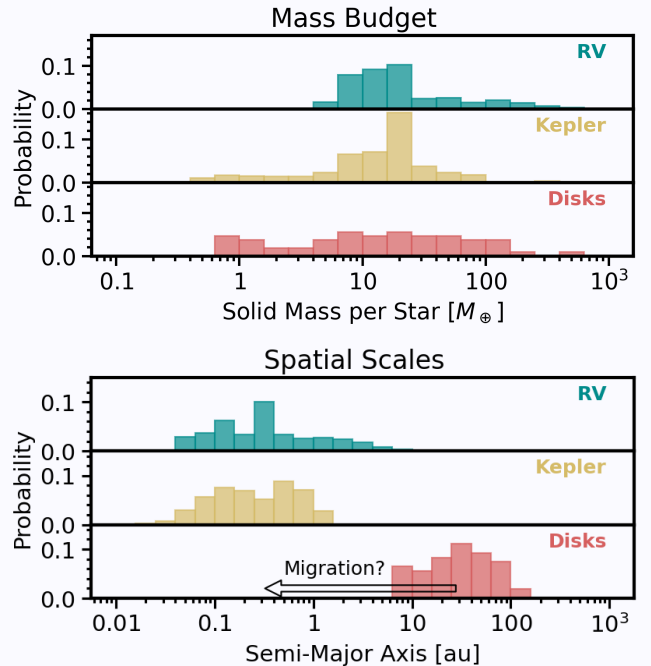 Mass Budget
RV
0.1
0.0
Kepler
0.1
0.0
Disks
0.1
0.0
Probability
0.1 1 10 100 10³
Solid Mass per Star [M⊕]
Spatial Scales
RV
0.1
0.0
Kepler
0.1
0.0
Disks
0.1
Migration?
0.0
Probability
0.01 0.1 1 10 100 10³
Semi-Major Axis [au]